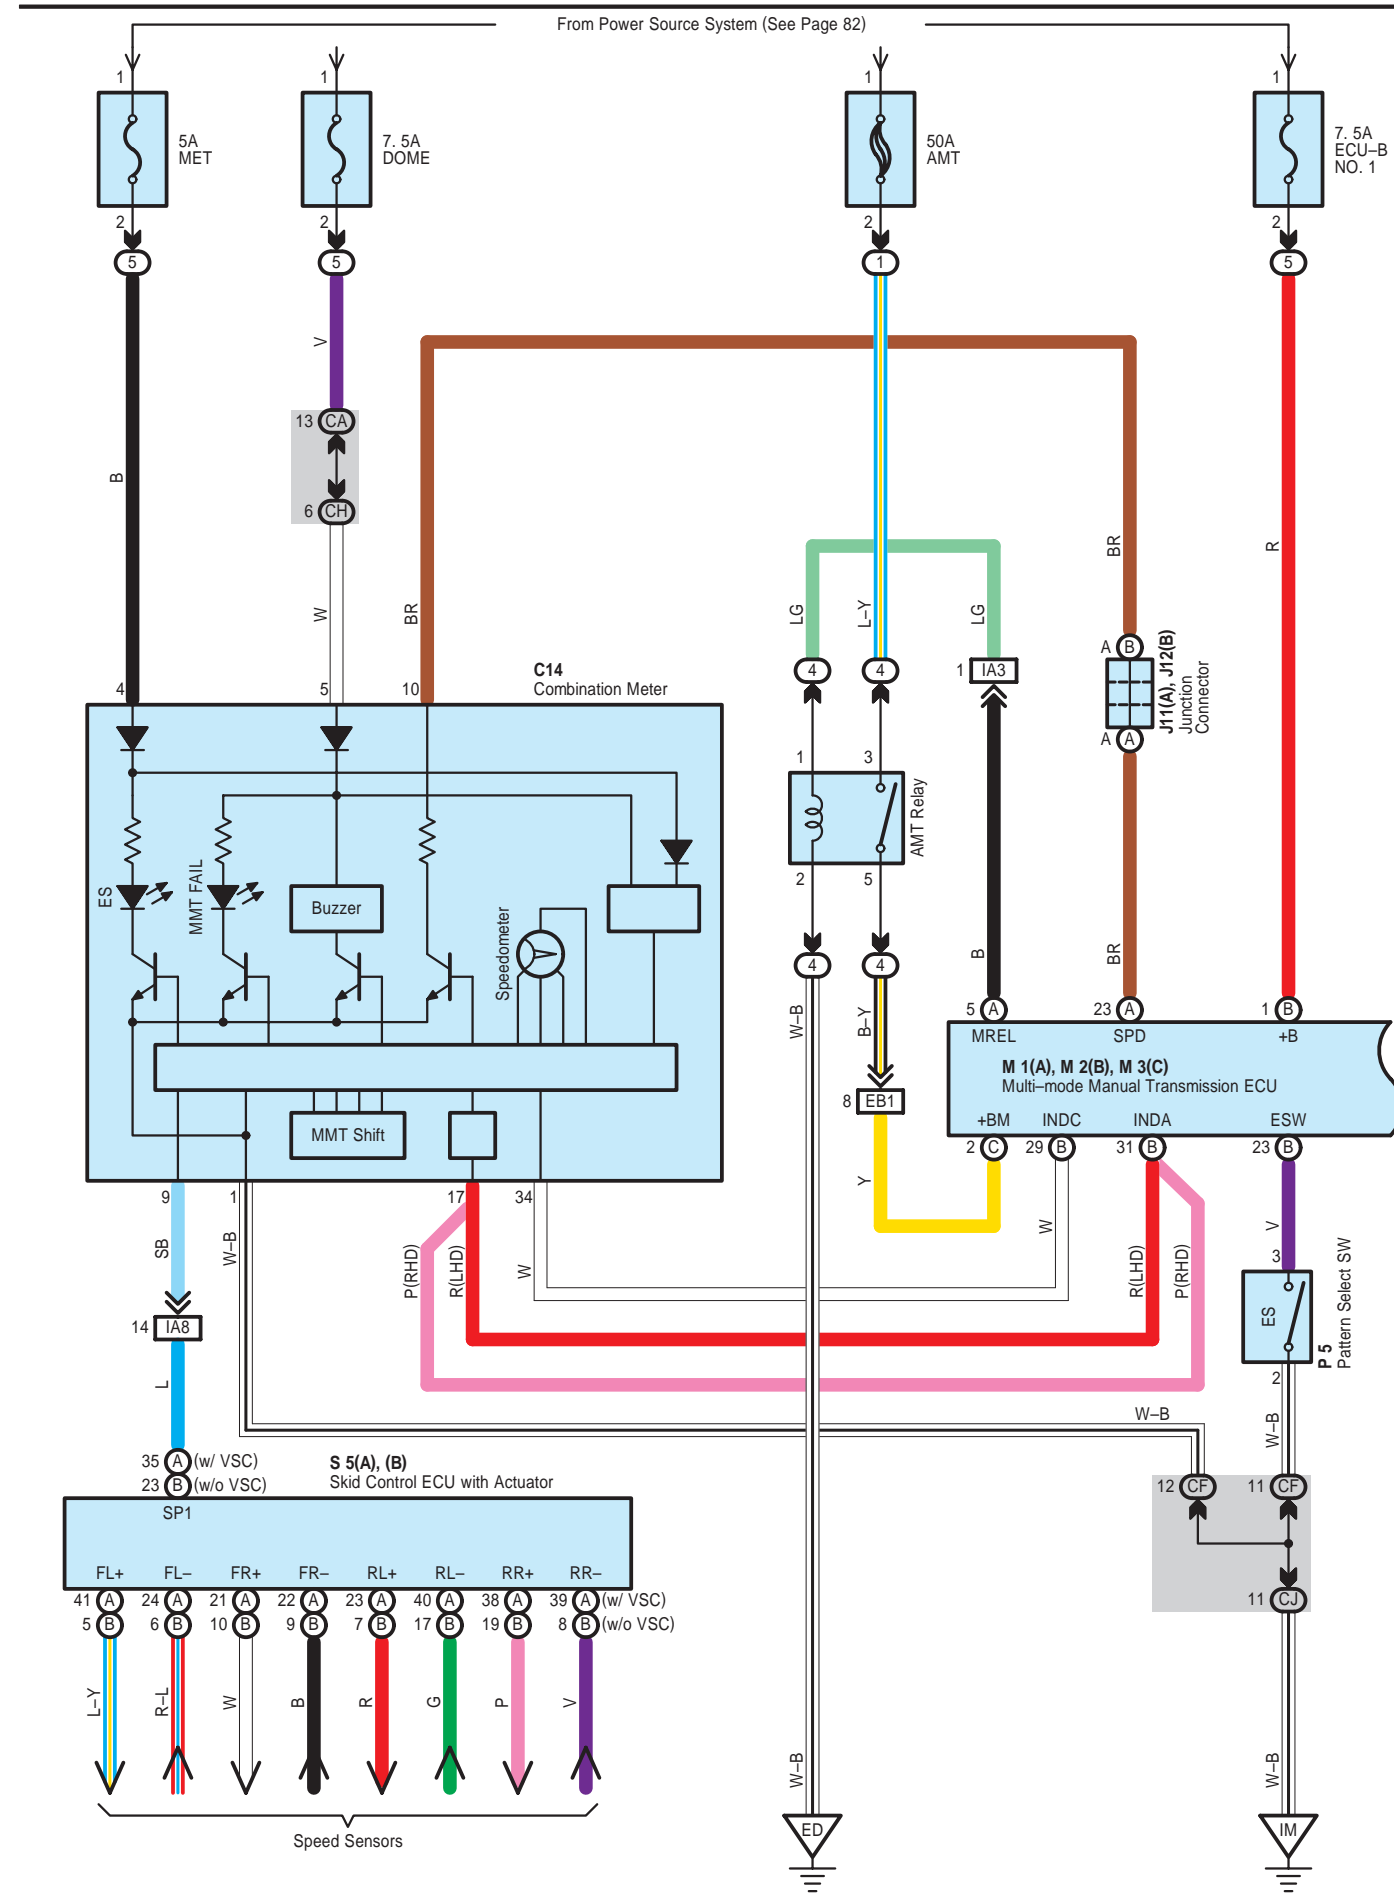 From Power Source System (See Page 82)
1
1
1
1
5A
MET
7. 5A
DOME
50A
AMT
7. 5A
ECU–B
NO. 1
2
2
2
2
5
5
1
5
V
13 CA
B
6 CH
W
BR
LG
L–Y
LG
BR
R
4
5
10
C14
Combination Meter
4
4
1 IA3
A B
A A
J11(A), J12(B)
Junction
Connector
1
3
AMT Relay
2
5
ES
MMT FAIL
Buzzer
Speedometer
MMT Shift
4
4
W–B
B–Y
8 EB1
Y
B
BR
5 A
23 A
1 B
MREL
SPD
+B
M 1(A), M 2(B), M 3(C)
Multi–mode Manual Transmission ECU
+BM
INDC
INDA
ESW
2 C
29 B
31 B
23 B
9
1
17
34
SB
W–B
P(RHD)
R(LHD)
W
W
R(LHD)
P(RHD)
V
3
ES
P 5
Pattern Select SW
2
14 IA8
L
W–B
W–B
35 A (w/ VSC)
23 B (w/o VSC)
S 5(A), (B)
Skid Control ECU with Actuator
12 CF
11 CF
11 CJ
SP1
FL+
FL–
FR+
FR–
RL+
RL–
RR+
RR–
41 A
24 A
21 A
22 A
23 A
40 A
38 A
39 A (w/ VSC)
5 B
6 B
10 B
9 B
7 B
17 B
19 B
8 B (w/o VSC)
L–Y
R–L
W
B
R
G
P
V
W–B
W–B
Speed Sensors
ED
IM